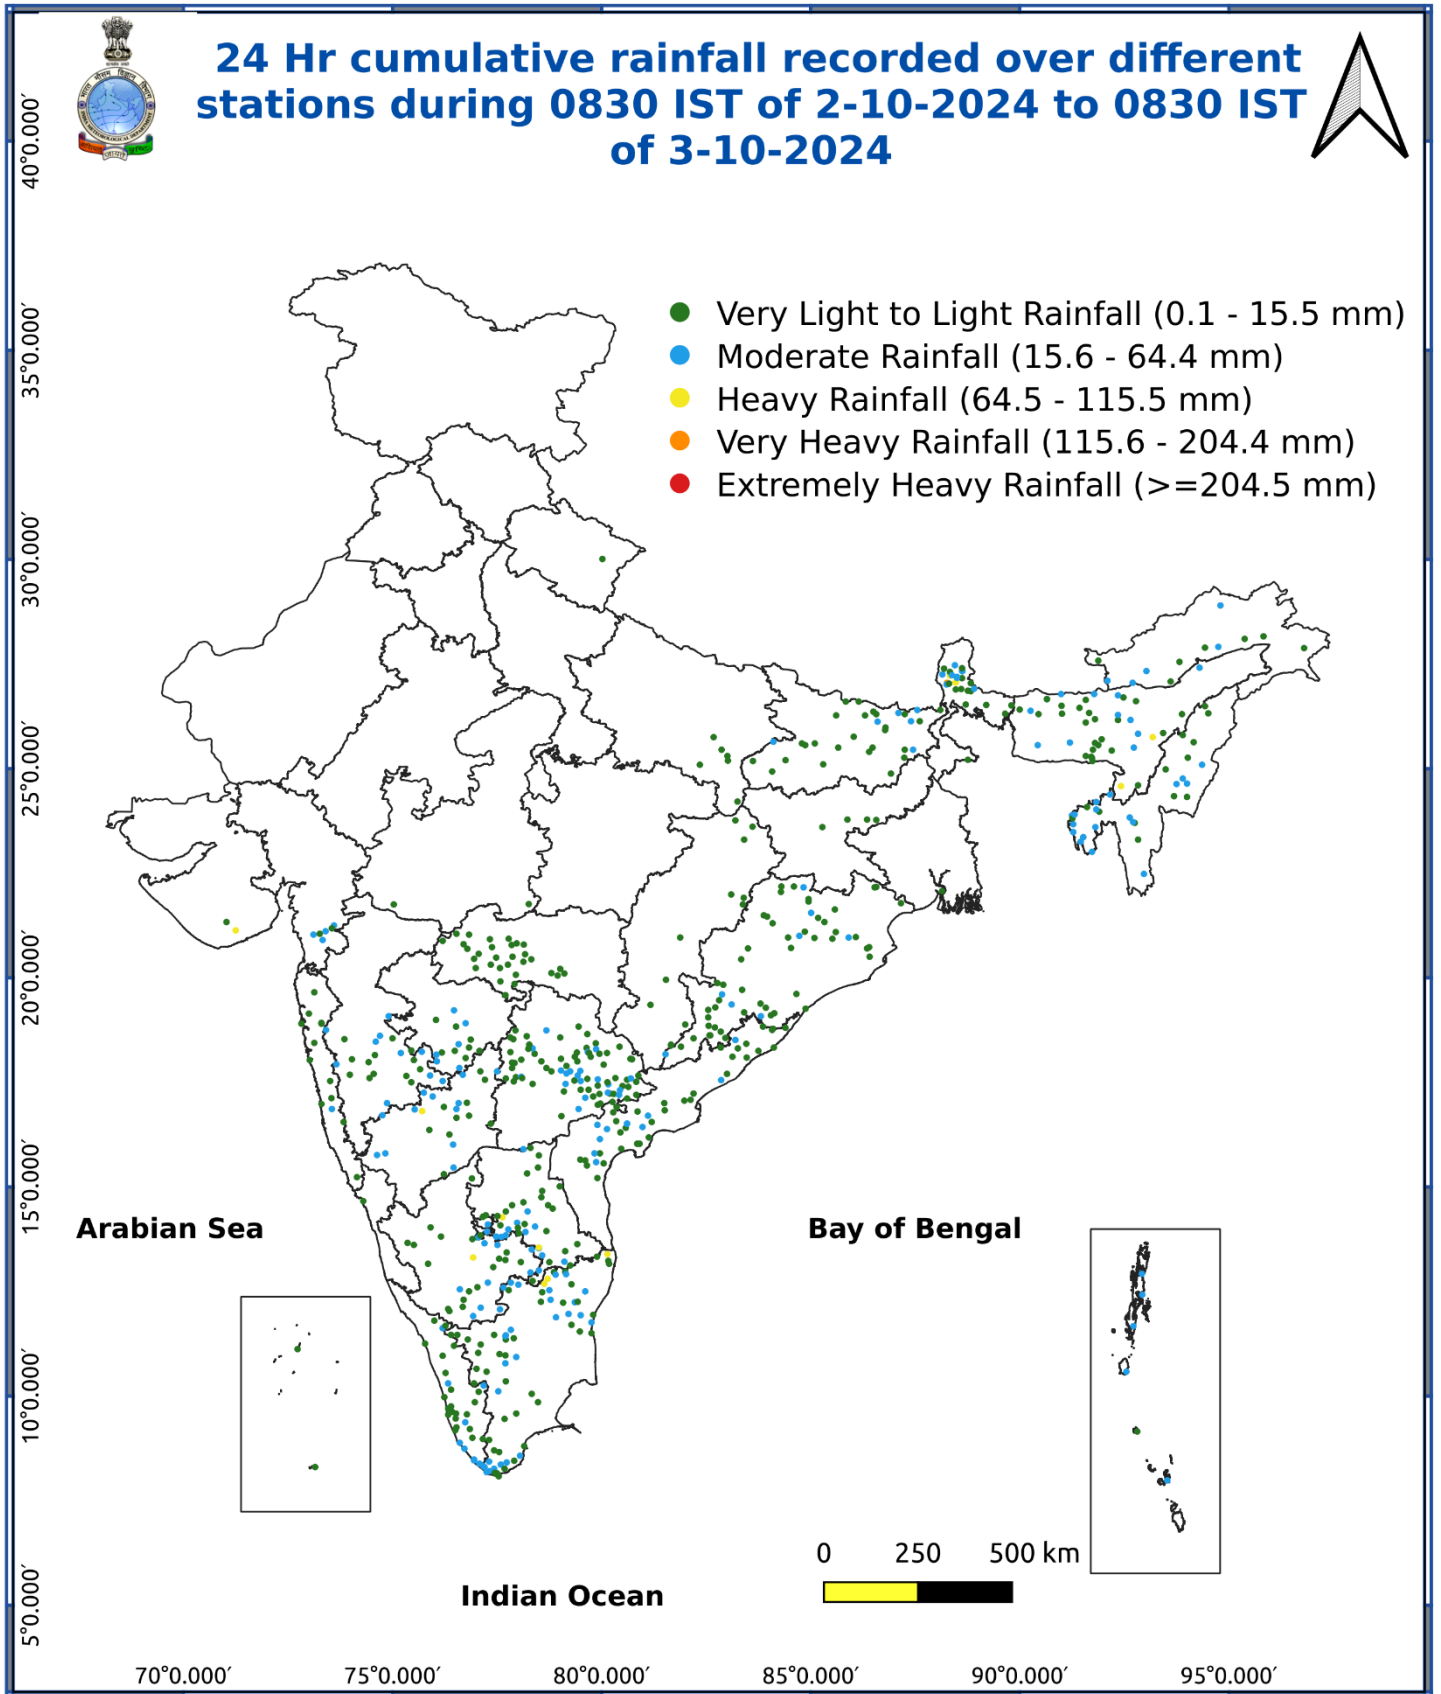 24 Hr cumulative rainfall recorded over different
stations during 0830 IST of 2-10-2024 to 0830 IST
of 3-10-2024
Very Light to Light Rainfall (0.1 - 15.5 mm)
Moderate Rainfall (15.6 - 64.4 mm)
Heavy Rainfall (64.5 - 115.5 mm)
Very Heavy Rainfall (115.6 - 204.4 mm)
Extremely Heavy Rainfall (>=204.5 mm)
40°0.000′
35°0.000′
30°0.000′
25°0.000′
20°0.000′
15°0.000′
10°0.000′
5°0.000′
Arabian Sea
Bay of Bengal
Indian Ocean
0 250 500 km
70°0.000′ 75°0.000′ 80°0.000′ 85°0.000′ 90°0.000′ 95°0.000′